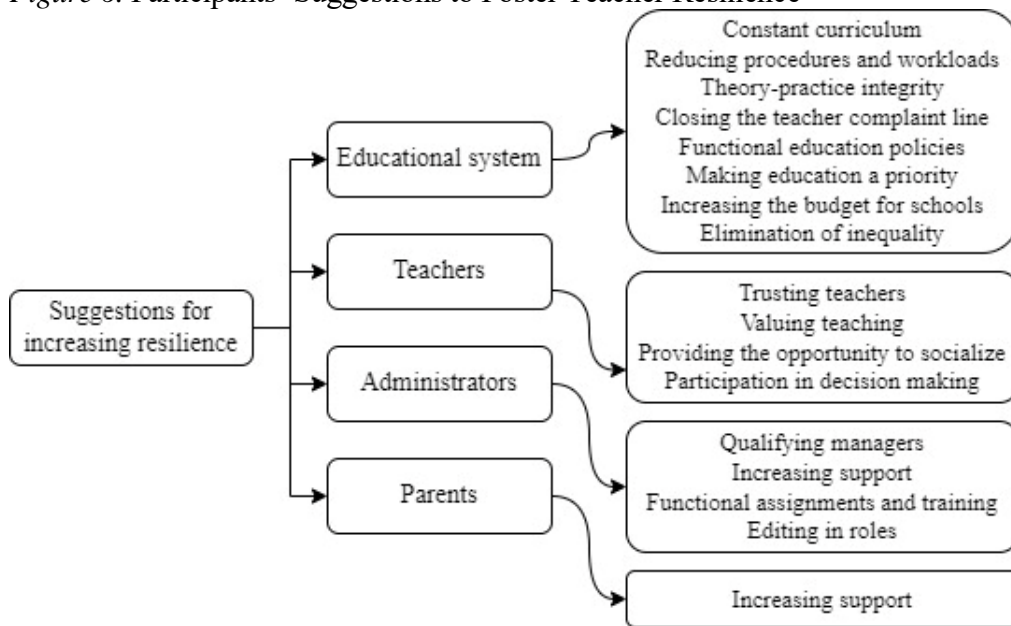 Suggestions for
increasing resilience
Educational system
Constant curriculum
Reducing procedures and workloads
Theory-practice integrity
Closing the teacher complaint line
Functional education policies
Making education a priority
Increasing the budget for schools
Elimination of inequality
Teachers
Trusting teachers
Valuing teaching
Providing the opportunity to socialize
Participation in decision making
Administrators
Qualifying managers
Increasing support
Functional assignments and training
Editing in roles
Parents
Increasing support